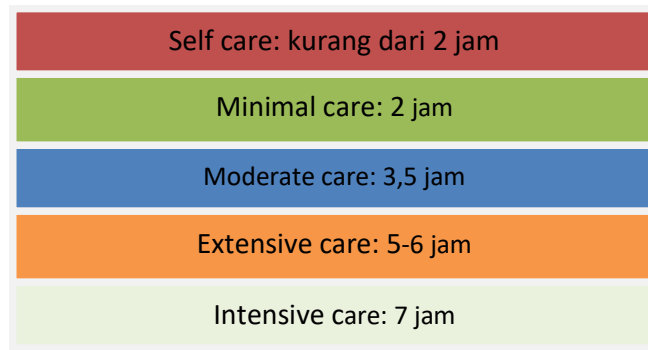 Self care: kurang dari 2 jam
Minimal care: 2 jam
Moderate care: 3,5 jam
Extensive care: 5-6 jam
Intensive care: 7 jam